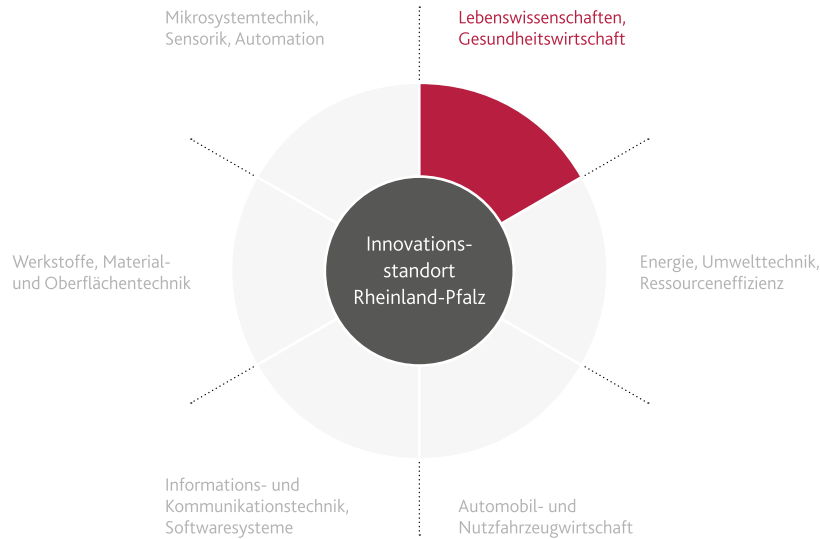 Mikrosystemtechnik,
Sensorik, Automation
Lebenswissenschaften,
Gesundheitswirtschaft
Innovations-
standort
Rheinland-Pfalz
Werkstoffe, Material-
und Oberflächentechnik
Energie, Umwelttechnik,
Ressourceneffizienz
Informations- und
Kommunikationstechnik,
Softwaresysteme
Automobil- und
Nutzfahrzeugwirtschaft